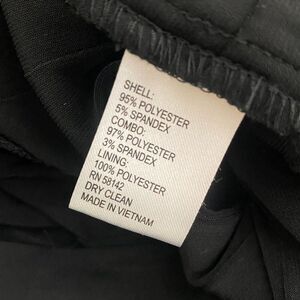 SHELL:
95% POLYESTER
5% SPANDEX
COMBO:
97% POLYESTER
3% SPANDEX
LINING:
100% POLYESTER
RN 58142
DRY CLEAN
MADE IN VIETNAM